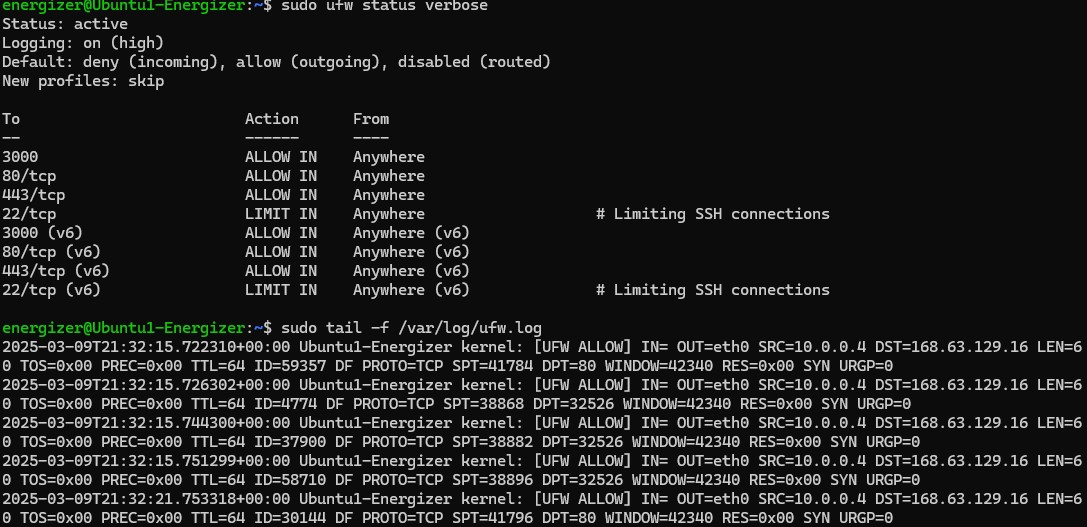 energizer@Ubuntu1-Energizer:~$ sudo ufw status verbose
Status: active
Logging: on (high)
Default: deny (incoming), allow (outgoing), disabled (routed)
New profiles: skip
To Action From
-- ------ ----
3000 ALLOW IN Anywhere
80/tcp ALLOW IN Anywhere
443/tcp ALLOW IN Anywhere
22/tcp LIMIT IN Anywhere # Limiting SSH connections
3000 (v6) ALLOW IN Anywhere (v6)
80/tcp (v6) ALLOW IN Anywhere (v6)
443/tcp (v6) ALLOW IN Anywhere (v6)
22/tcp (v6) LIMIT IN Anywhere (v6) # Limiting SSH connections
energizer@Ubuntu1-Energizer:~$ sudo tail -f /var/log/ufw.log
2025-03-09T21:32:15.722310+00:00 Ubuntu1-Energizer kernel: [UFW ALLOW] IN= OUT=eth0 SRC=10.0.0.4 DST=168.63.129.16 LEN=6
0 TOS=0x00 PREC=0x00 TTL=64 ID=59357 DF PROTO=TCP SPT=41784 DPT=80 WINDOW=42340 RES=0x00 SYN URGP=0
2025-03-09T21:32:15.726302+00:00 Ubuntu1-Energizer kernel: [UFW ALLOW] IN= OUT=eth0 SRC=10.0.0.4 DST=168.63.129.16 LEN=6
0 TOS=0x00 PREC=0x00 TTL=64 ID=4774 DF PROTO=TCP SPT=38868 DPT=32526 WINDOW=42340 RES=0x00 SYN URGP=0
2025-03-09T21:32:15.744300+00:00 Ubuntu1-Energizer kernel: [UFW ALLOW] IN= OUT=eth0 SRC=10.0.0.4 DST=168.63.129.16 LEN=6
0 TOS=0x00 PREC=0x00 TTL=64 ID=37900 DF PROTO=TCP SPT=38882 DPT=32526 WINDOW=42340 RES=0x00 SYN URGP=0
2025-03-09T21:32:15.751299+00:00 Ubuntu1-Energizer kernel: [UFW ALLOW] IN= OUT=eth0 SRC=10.0.0.4 DST=168.63.129.16 LEN=6
0 TOS=0x00 PREC=0x00 TTL=64 ID=58710 DF PROTO=TCP SPT=38896 DPT=32526 WINDOW=42340 RES=0x00 SYN URGP=0
2025-03-09T21:32:21.753318+00:00 Ubuntu1-Energizer kernel: [UFW ALLOW] IN= OUT=eth0 SRC=10.0.0.4 DST=168.63.129.16 LEN=6
0 TOS=0x00 PREC=0x00 TTL=64 ID=30144 DF PROTO=TCP SPT=41796 DPT=80 WINDOW=42340 RES=0x00 SYN URGP=0